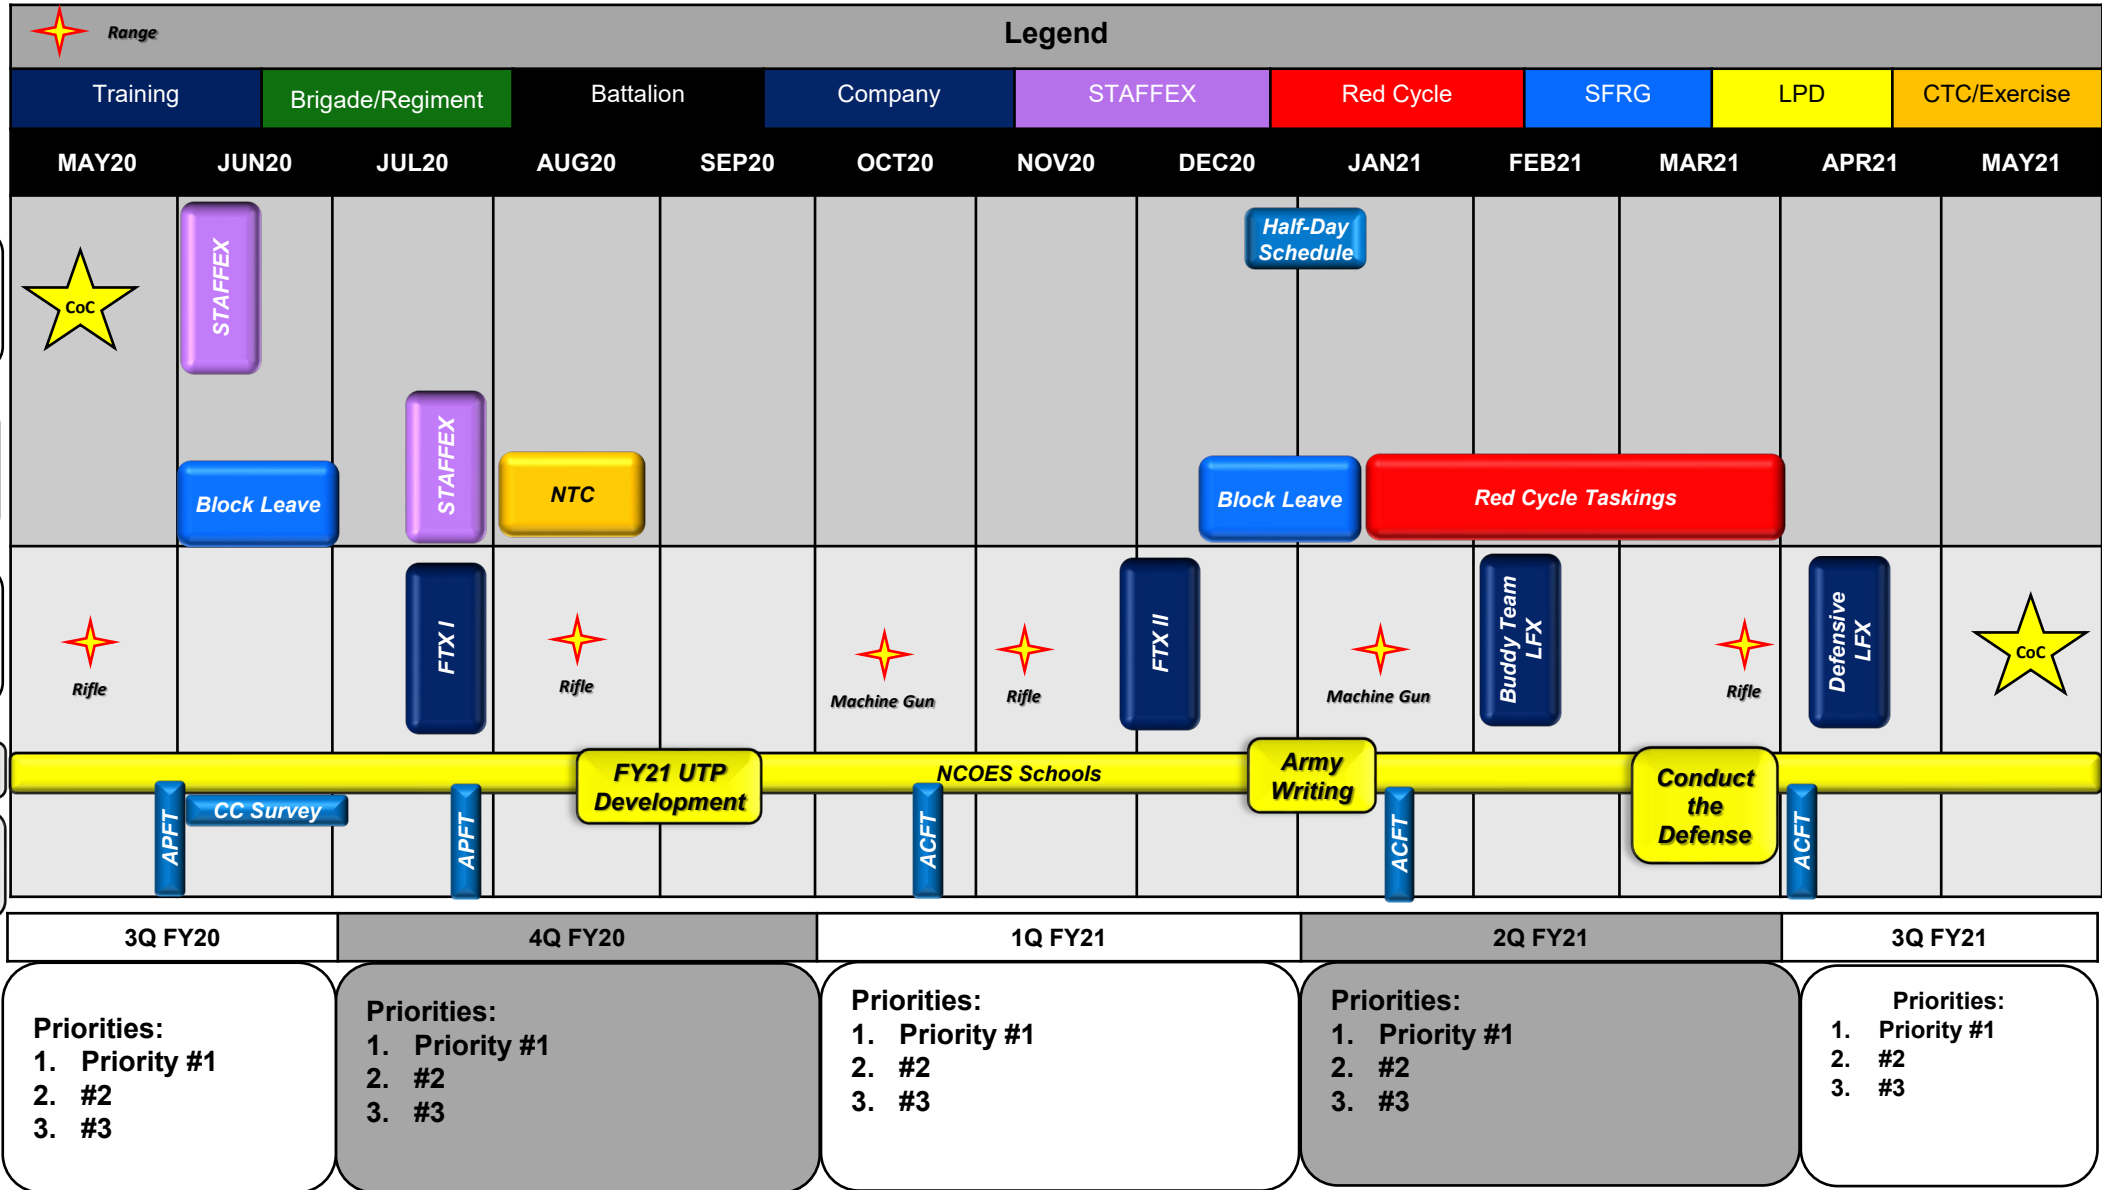 Range
Legend
Training
Brigade/Regiment
Battalion
Company
STAFFEX
Red Cycle
SFRG
LPD
CTC/Exercise
MAY20
JUN20
JUL20
AUG20
SEP20
OCT20
NOV20
DEC20
JAN21
FEB21
MAR21
APR21
MAY21
CoC
STAFFEX
Half-Day
Schedule
Block Leave
STAFFEX
NTC
Block Leave
Red Cycle Taskings
Rifle
FTX I
Rifle
Machine Gun
Rifle
FTX II
Machine Gun
Buddy Team
LFX
Rifle
Defensive
LFX
CoC
FY21 UTP
Development
NCOES Schools
Army
Writing
Conduct
the
Defense
APFT
CC Survey
APFT
ACFT
ACFT
ACFT
3Q FY20
4Q FY20
1Q FY21
2Q FY21
3Q FY21
Priorities:
1. Priority #1
2. #2
3. #3
Priorities:
1. Priority #1
2. #2
3. #3
Priorities:
1. Priority #1
2. #2
3. #3
Priorities:
1. Priority #1
2. #2
3. #3
Priorities:
1. Priority #1
2. #2
3. #3